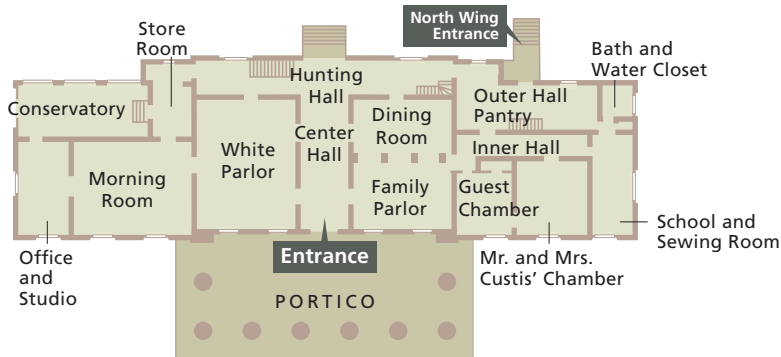 North Wing
Entrance
Store
Room
Bath and
Water Closet
Hunting
Hall
Conservatory
Outer Hall
Pantry
Dining
Room
Center
Hall
White
Parlor
Inner Hall
Morning
Room
Family
Parlor
Guest
Chamber
School and
Sewing Room
Office
and
Studio
Entrance
Mr. and Mrs.
Custis’ Chamber
PORTICO